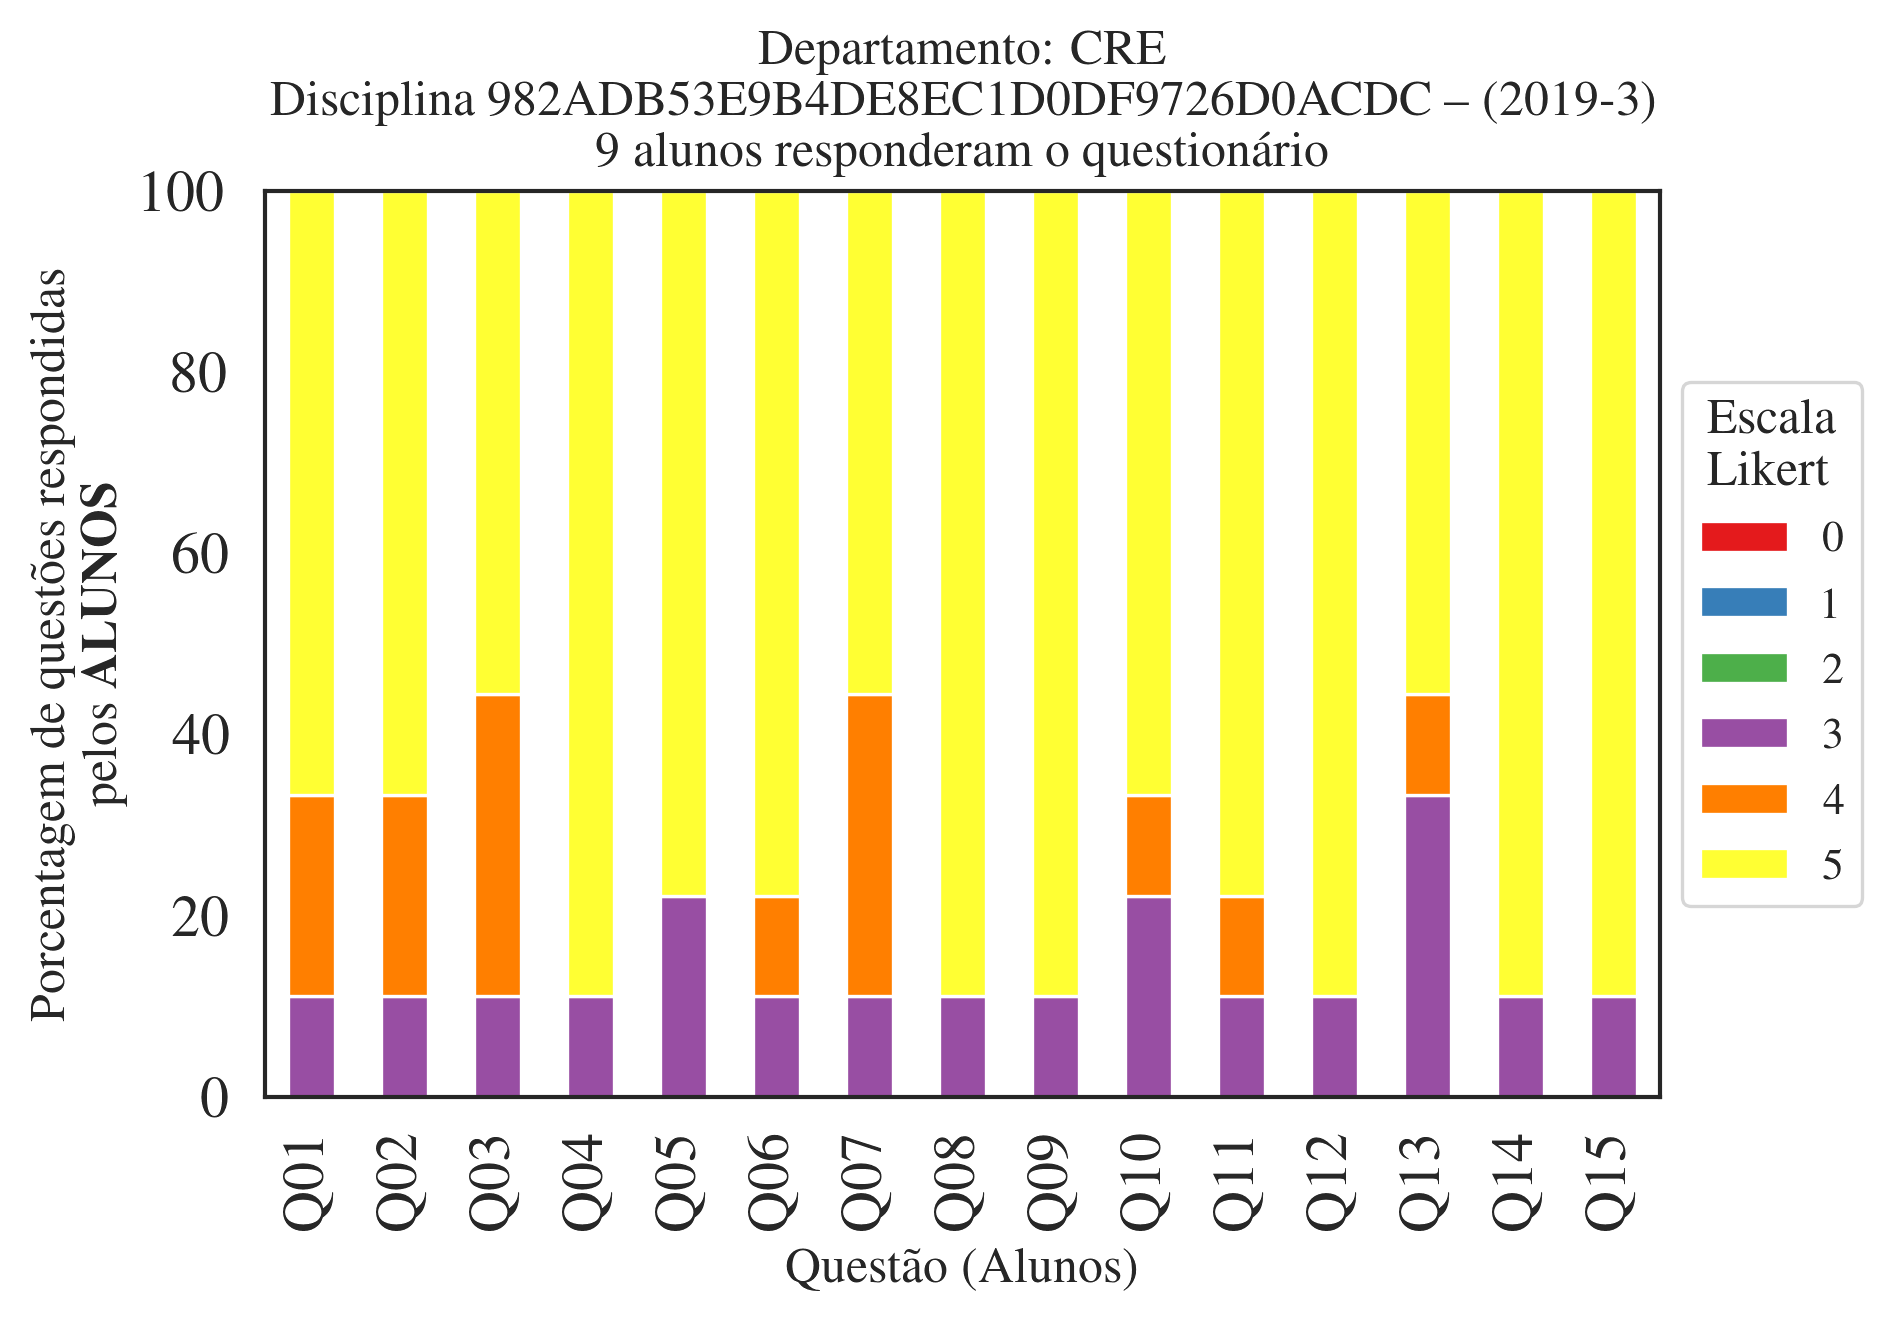 Departamento: CRE
Disciplina 982ADB53E9B4DE8EC1D0DF9726D0ACDC – (2019-3)
9 alunos responderam o questionário
100
80
60
40
20
0
Porcentagem de questões respondidas
pelos ALUNOS
Q01
Q02
Q03
Q04
Q05
Q06
Q07
Q08
Q09
Q10
Q11
Q12
Q13
Q14
Q15
Questão (Alunos)
Escala
Likert
0
1
2
3
4
5